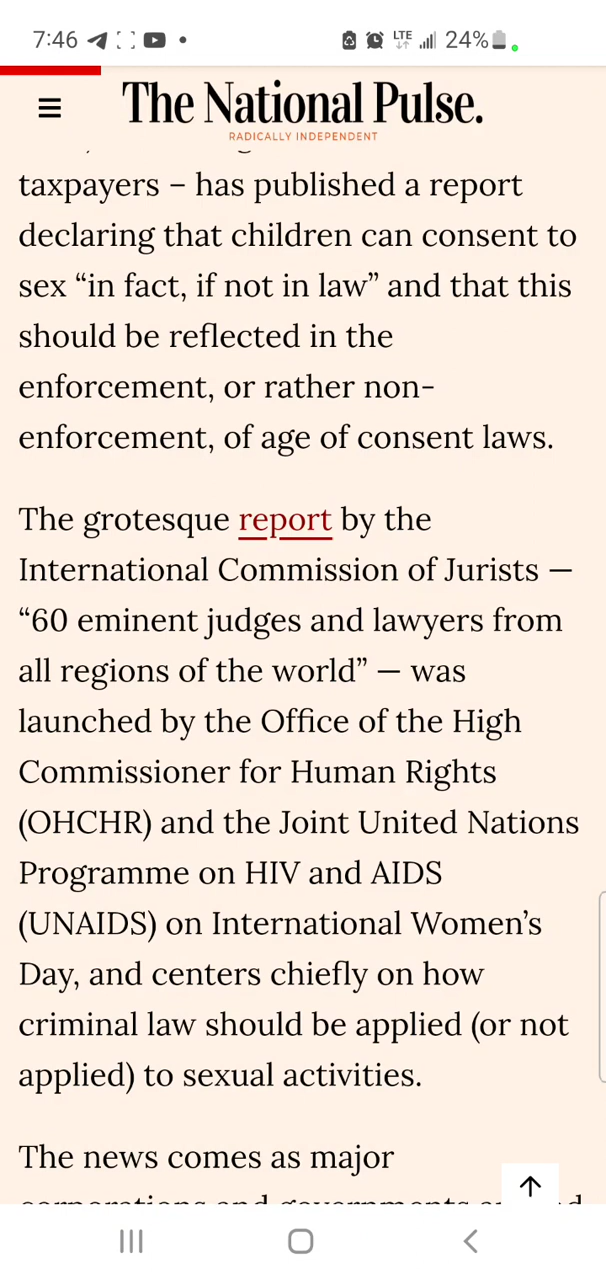 7:46
LTE
24%
The National Pulse.
RADICALLY INDEPENDENT
taxpayers – has published a report
declaring that children can consent to
sex “in fact, if not in law” and that this
should be reflected in the
enforcement, or rather non-
enforcement, of age of consent laws.
The grotesque report by the
International Commission of Jurists —
“60 eminent judges and lawyers from
all regions of the world” — was
launched by the Office of the High
Commissioner for Human Rights
(OHCHR) and the Joint United Nations
Programme on HIV and AIDS
(UNAIDS) on International Women’s
Day, and centers chiefly on how
criminal law should be applied (or not
applied) to sexual activities.
The news comes as major
corporations and governments